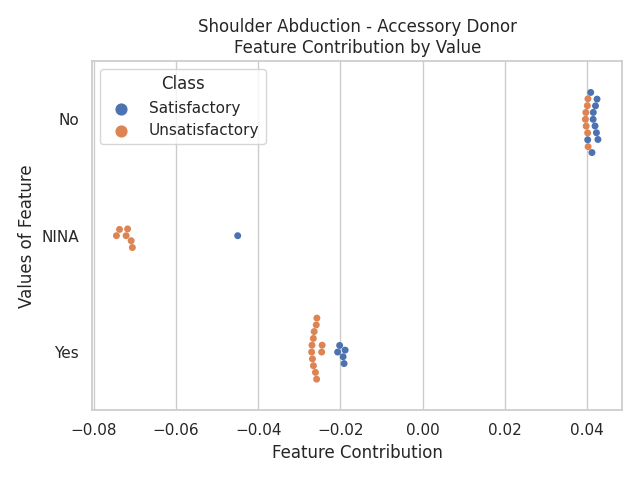 Shoulder Abduction - Accessory Donor
Feature Contribution by Value
Class
Satisfactory
Unsatisfactory
Values of Feature
No
NINA
Yes
−0.08 −0.06 −0.04 −0.02 0.00 0.02 0.04
Feature Contribution